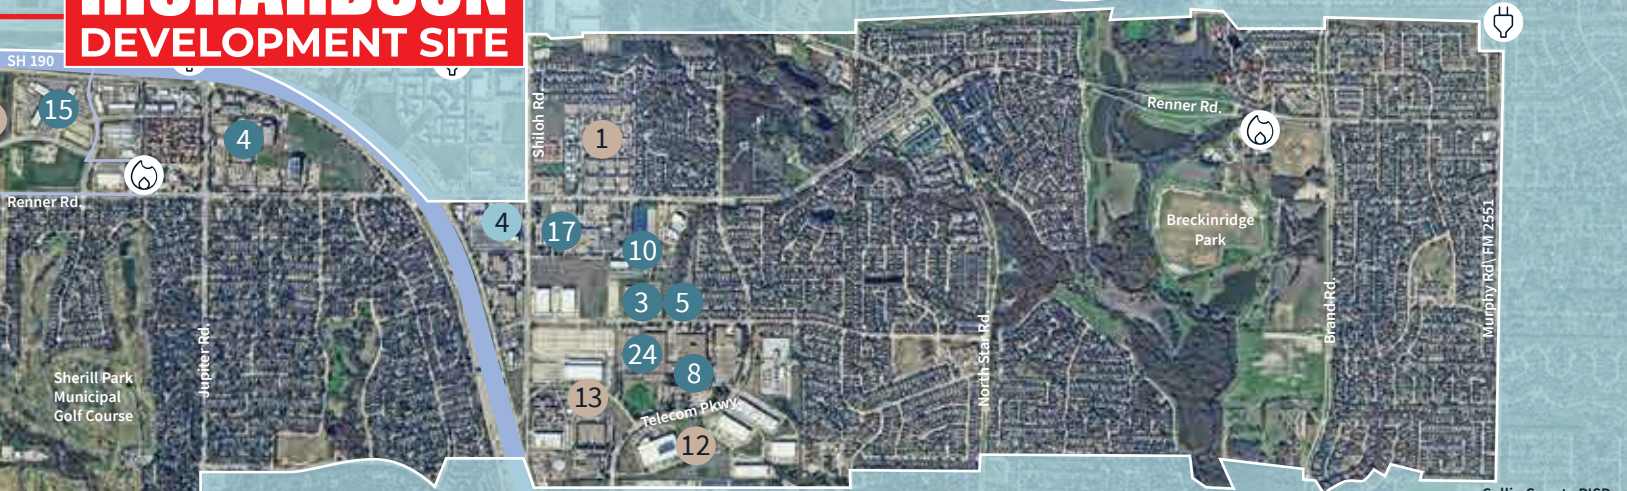 RICHARDSON
DEVELOPMENT SITE
SH 190
15
4
Shiloh Rd.
1
Renner Rd.
Renner Rd.
4
17
10
Breckinridge
Park
Murphy Rd\ FM 2551
3
5
Jupiter Rd.
North Star Rd.
Brand Rd.
24
8
Sherill Park
Municipal
Golf Course
13
Telecom Pkwy.
12